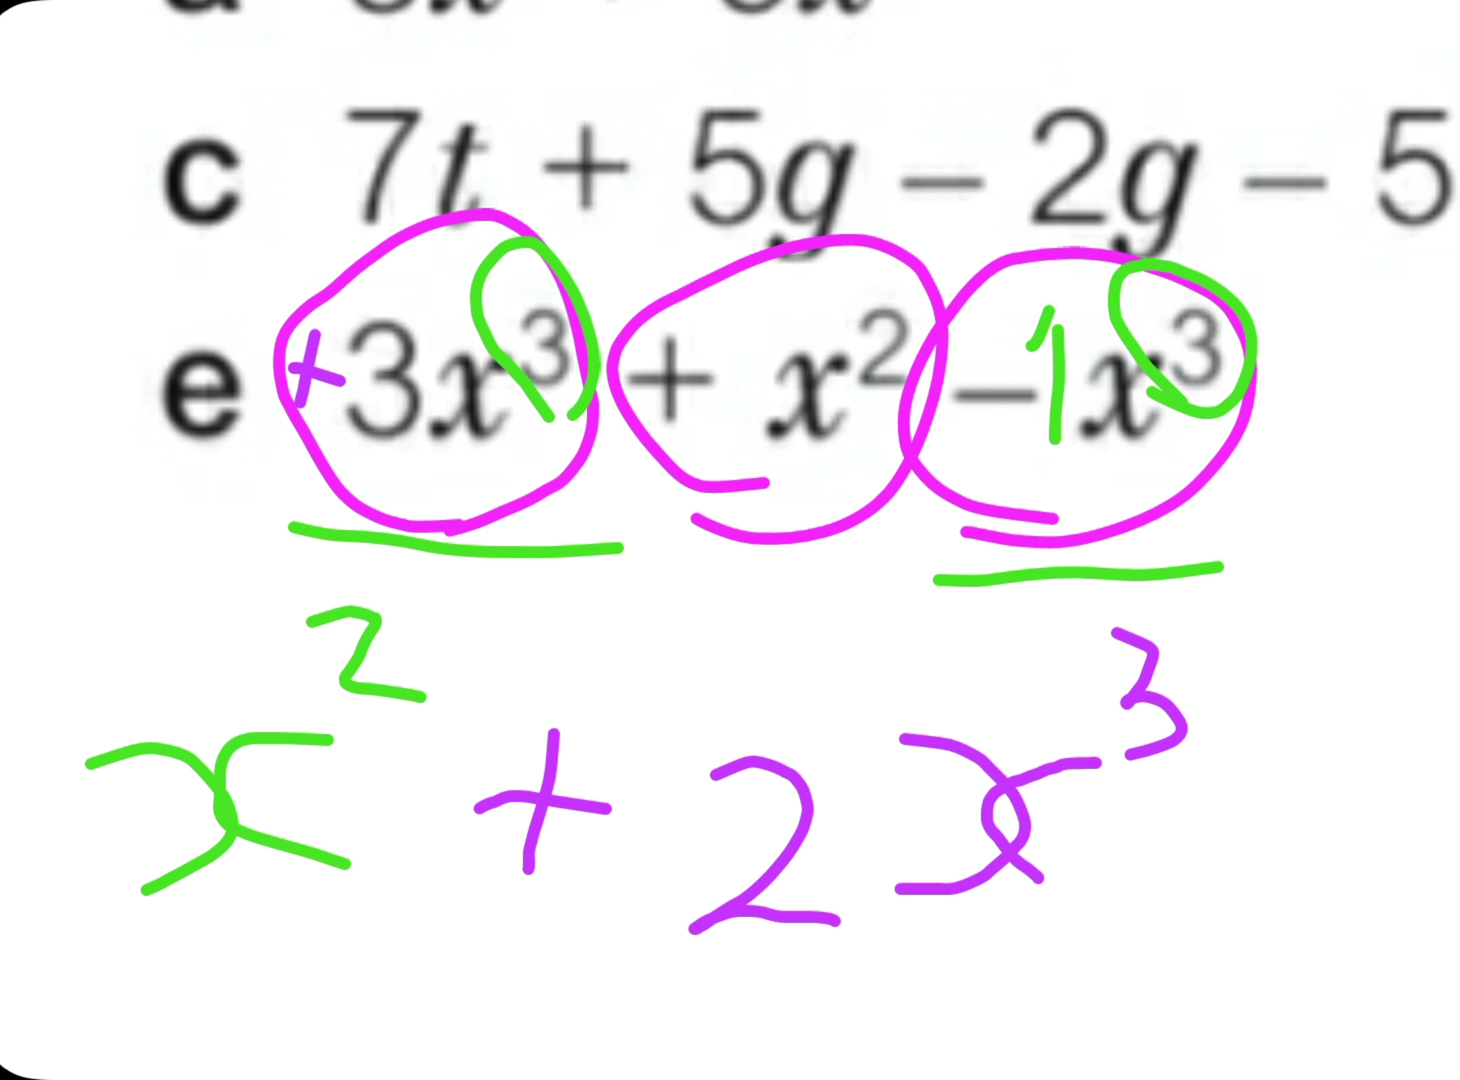 c 7t + 5g − 2g − 5
e +3x³ + x² −1x³
x² + 2x³